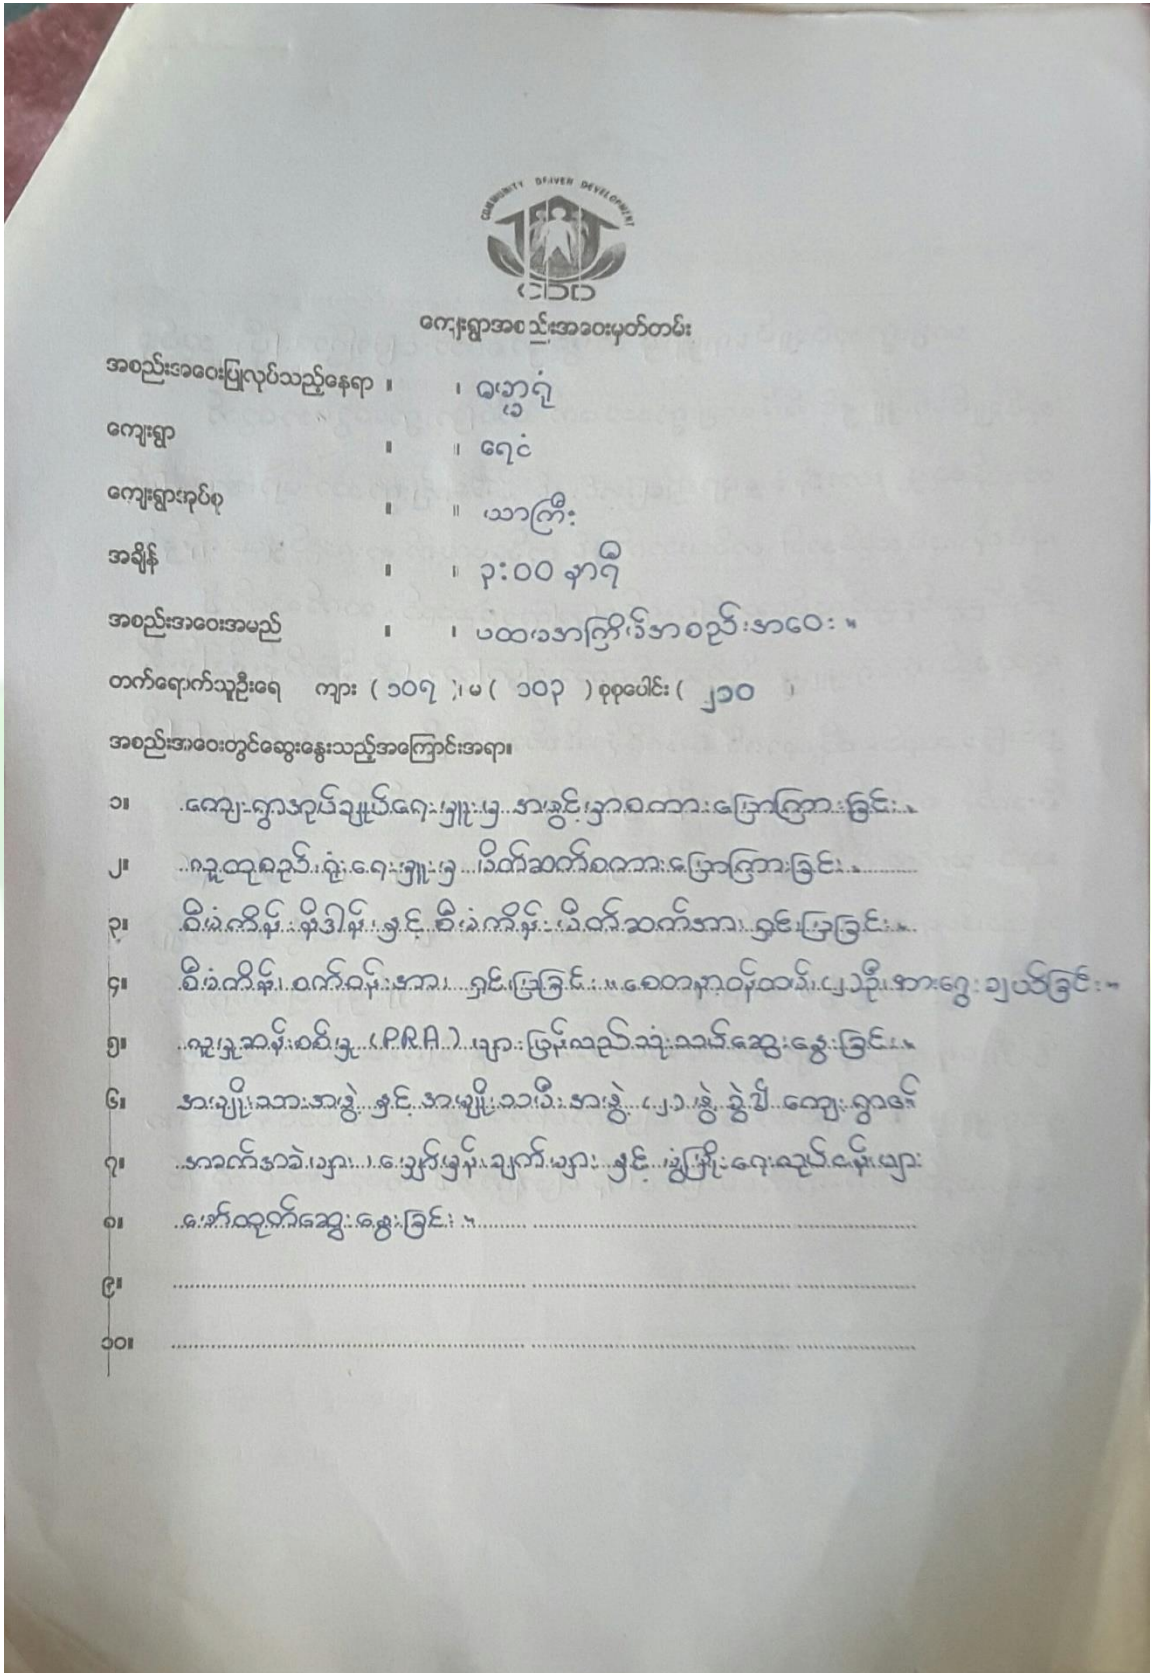 COMMUNITY DRIVEN DEVELOPMENT
CDD
ကျေးရွာအစည်းအဝေးမှတ်တမ်း
အစည်းအဝေးပြုလုပ်သည့်နေရာ ။ ။ ဓမ္မာရုံ
ကျေးရွာ ။ ။ ရေငံ
ကျေးရွာအုပ်စု ။ ။ ယာကြီး
အချိန် ။ ။ ၃:၀၀ နာရီ
အစည်းအဝေးအမည် ။ ။ ပထမအကြိမ်အစည်းအဝေး ။
တက်ရောက်သူဦးရေ ကျား ( ၁၀၇ )၊ မ ( ၁၀၃ ) စုစုပေါင်း ( ၂၁၀
အစည်းအဝေးတွင်ဆွေးနွေးသည့်အကြောင်းအရာ။
၁။ ကျေးရွာအုပ်ချုပ်ရေးမှူးမှ အဖွင့်မှာစကားပြောကြားခြင်း ။
၂။ လူထုစည်းရုံးရေးမှူးမှ မိတ်ဆက်စကားပြောကြားခြင်း ။
၃။ စီမံကိန်းနိဒါန်းနှင့် စီမံကိန်းမိတ်ဆက်အား ရှင်းပြခြင်း ။
၄။ စီမံကိန်းစက်ဝန်းအား ရှင်းပြခြင်း ။ စေတနာ့ဝန်ထမ်း (၂)ဦးအားရွေးချယ်ခြင်း ။
၅။ လူမှုဆန်းစစ်မှု (P.R.A) များ ပြန်လည်သုံးသပ်ဆွေးနွေးခြင်း ။
၆။ အမျိုးသားအဖွဲ့ နှင့် အမျိုးသမီးအဖွဲ့ (၂) ဖွဲ့ ခွဲ၍ ကျေးရွာ၏
၇။ အခက်အခဲများ ၊ မျှော်မှန်းချက်များ နှင့် ဖွံ့ဖြိုးရေးလုပ်ငန်းများ
၈။ ဖော်ထုတ်ဆွေးနွေးခြင်း ။
၉။
၁၀။